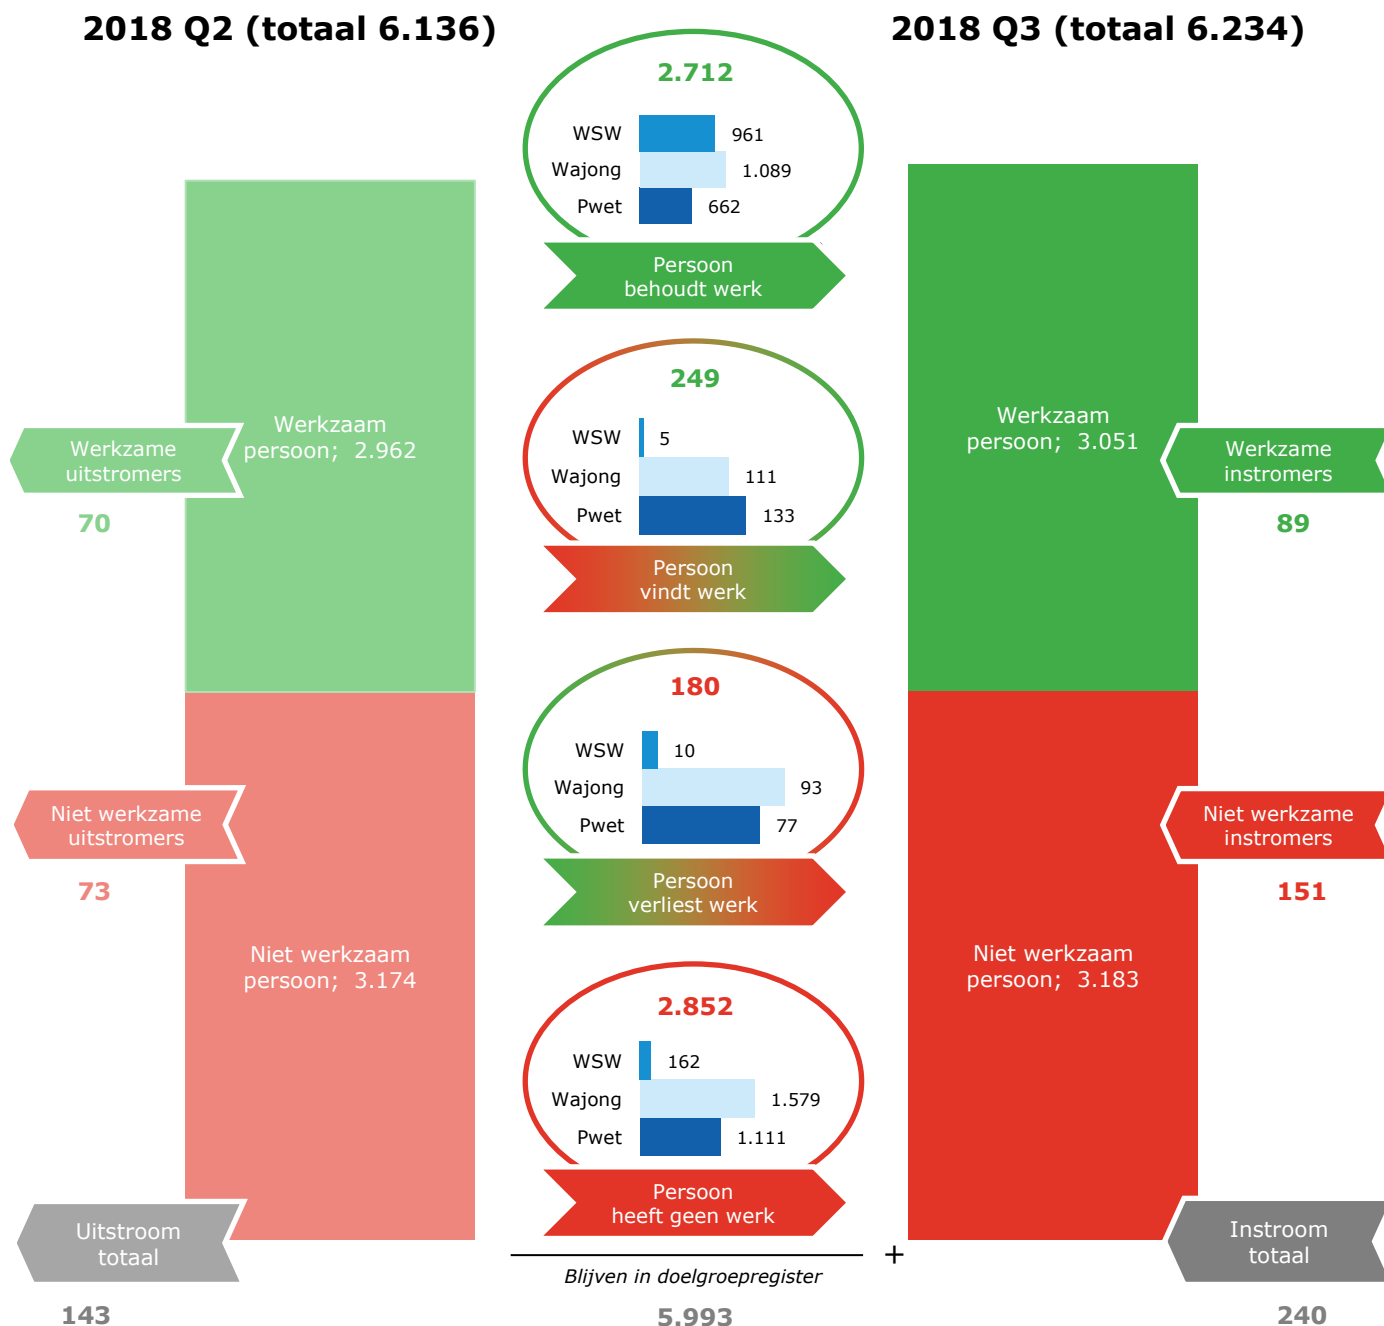 2018 Q2 (totaal 6.136)
2018 Q3 (totaal 6.234)
2.712
WSW 961
Wajong 1.089
Pwet 662
Persoon
behoudt werk
249
WSW 5
Wajong 111
Pwet 133
Persoon
vindt werk
180
WSW 10
Wajong 93
Pwet 77
Persoon
verliest werk
2.852
WSW 162
Wajong 1.579
Pwet 1.111
Persoon
heeft geen werk
Blijven in doelgroepregister
5.993
+
Werkzaam
persoon; 2.962
Werkzame
uitstromers
70
Niet werkzaam
persoon; 3.174
Niet werkzame
uitstromers
73
Uitstroom
totaal
143
Werkzaam
persoon; 3.051
Werkzame
instromers
89
Niet werkzaam
persoon; 3.183
Niet werkzame
instromers
151
Instroom
totaal
240